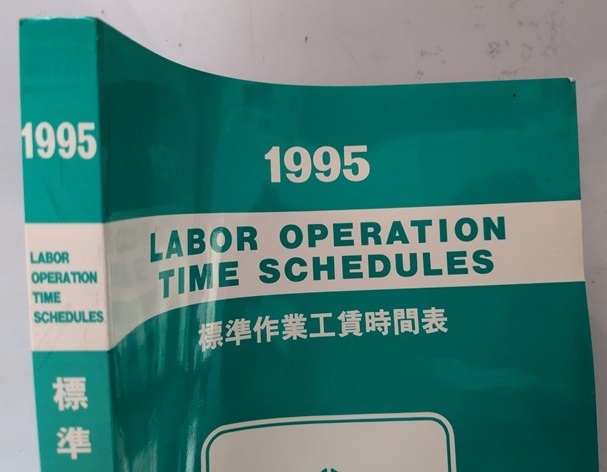 1995
LABOR
OPERATION
TIME
SCHEDULES
標
準
1995
LABOR OPERATION
TIME SCHEDULES
標準作業工賃時間表